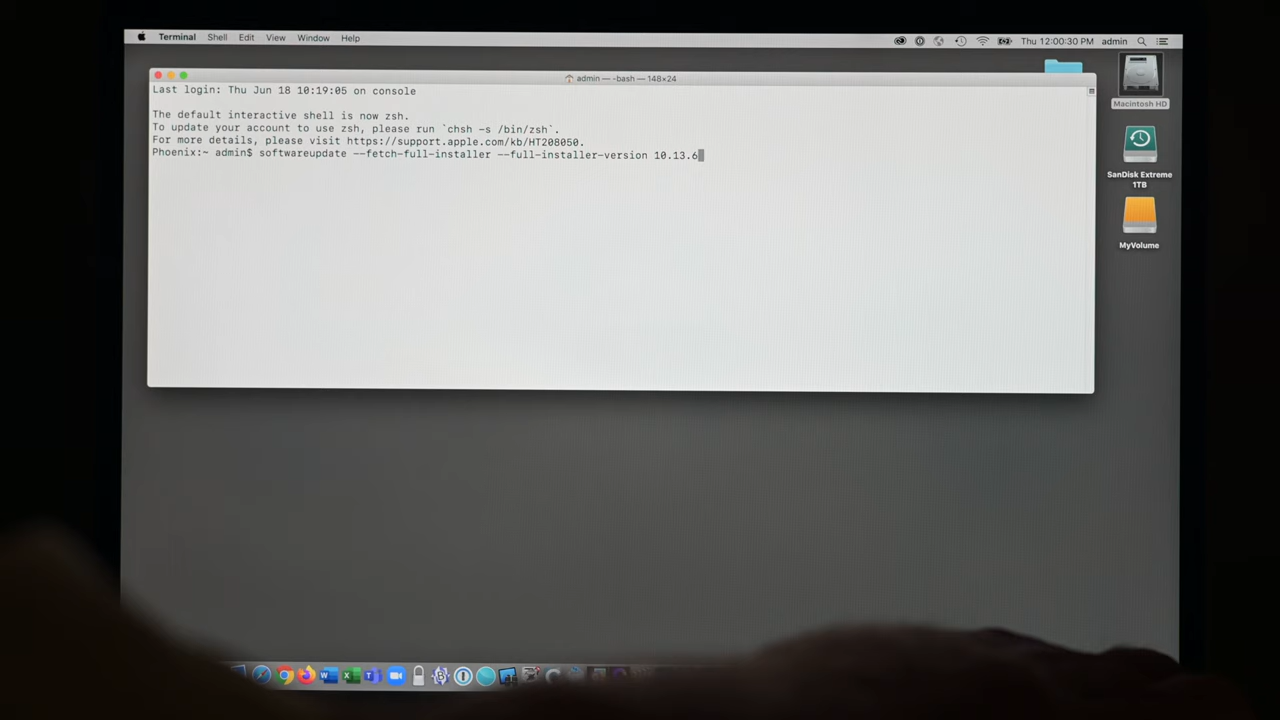 Terminal Shell Edit View Window Help
Thu 12:00:30 PM admin
admin — -bash — 148×24
Last login: Thu Jun 18 10:19:05 on console
The default interactive shell is now zsh.
To update your account to use zsh, please run `chsh -s /bin/zsh`.
For more details, please visit https://support.apple.com/kb/HT208050.
Phoenix:~ admin$ softwareupdate --fetch-full-installer --full-installer-version 10.13.6
Macintosh HD
SanDisk Extreme
1TB
MyVolume